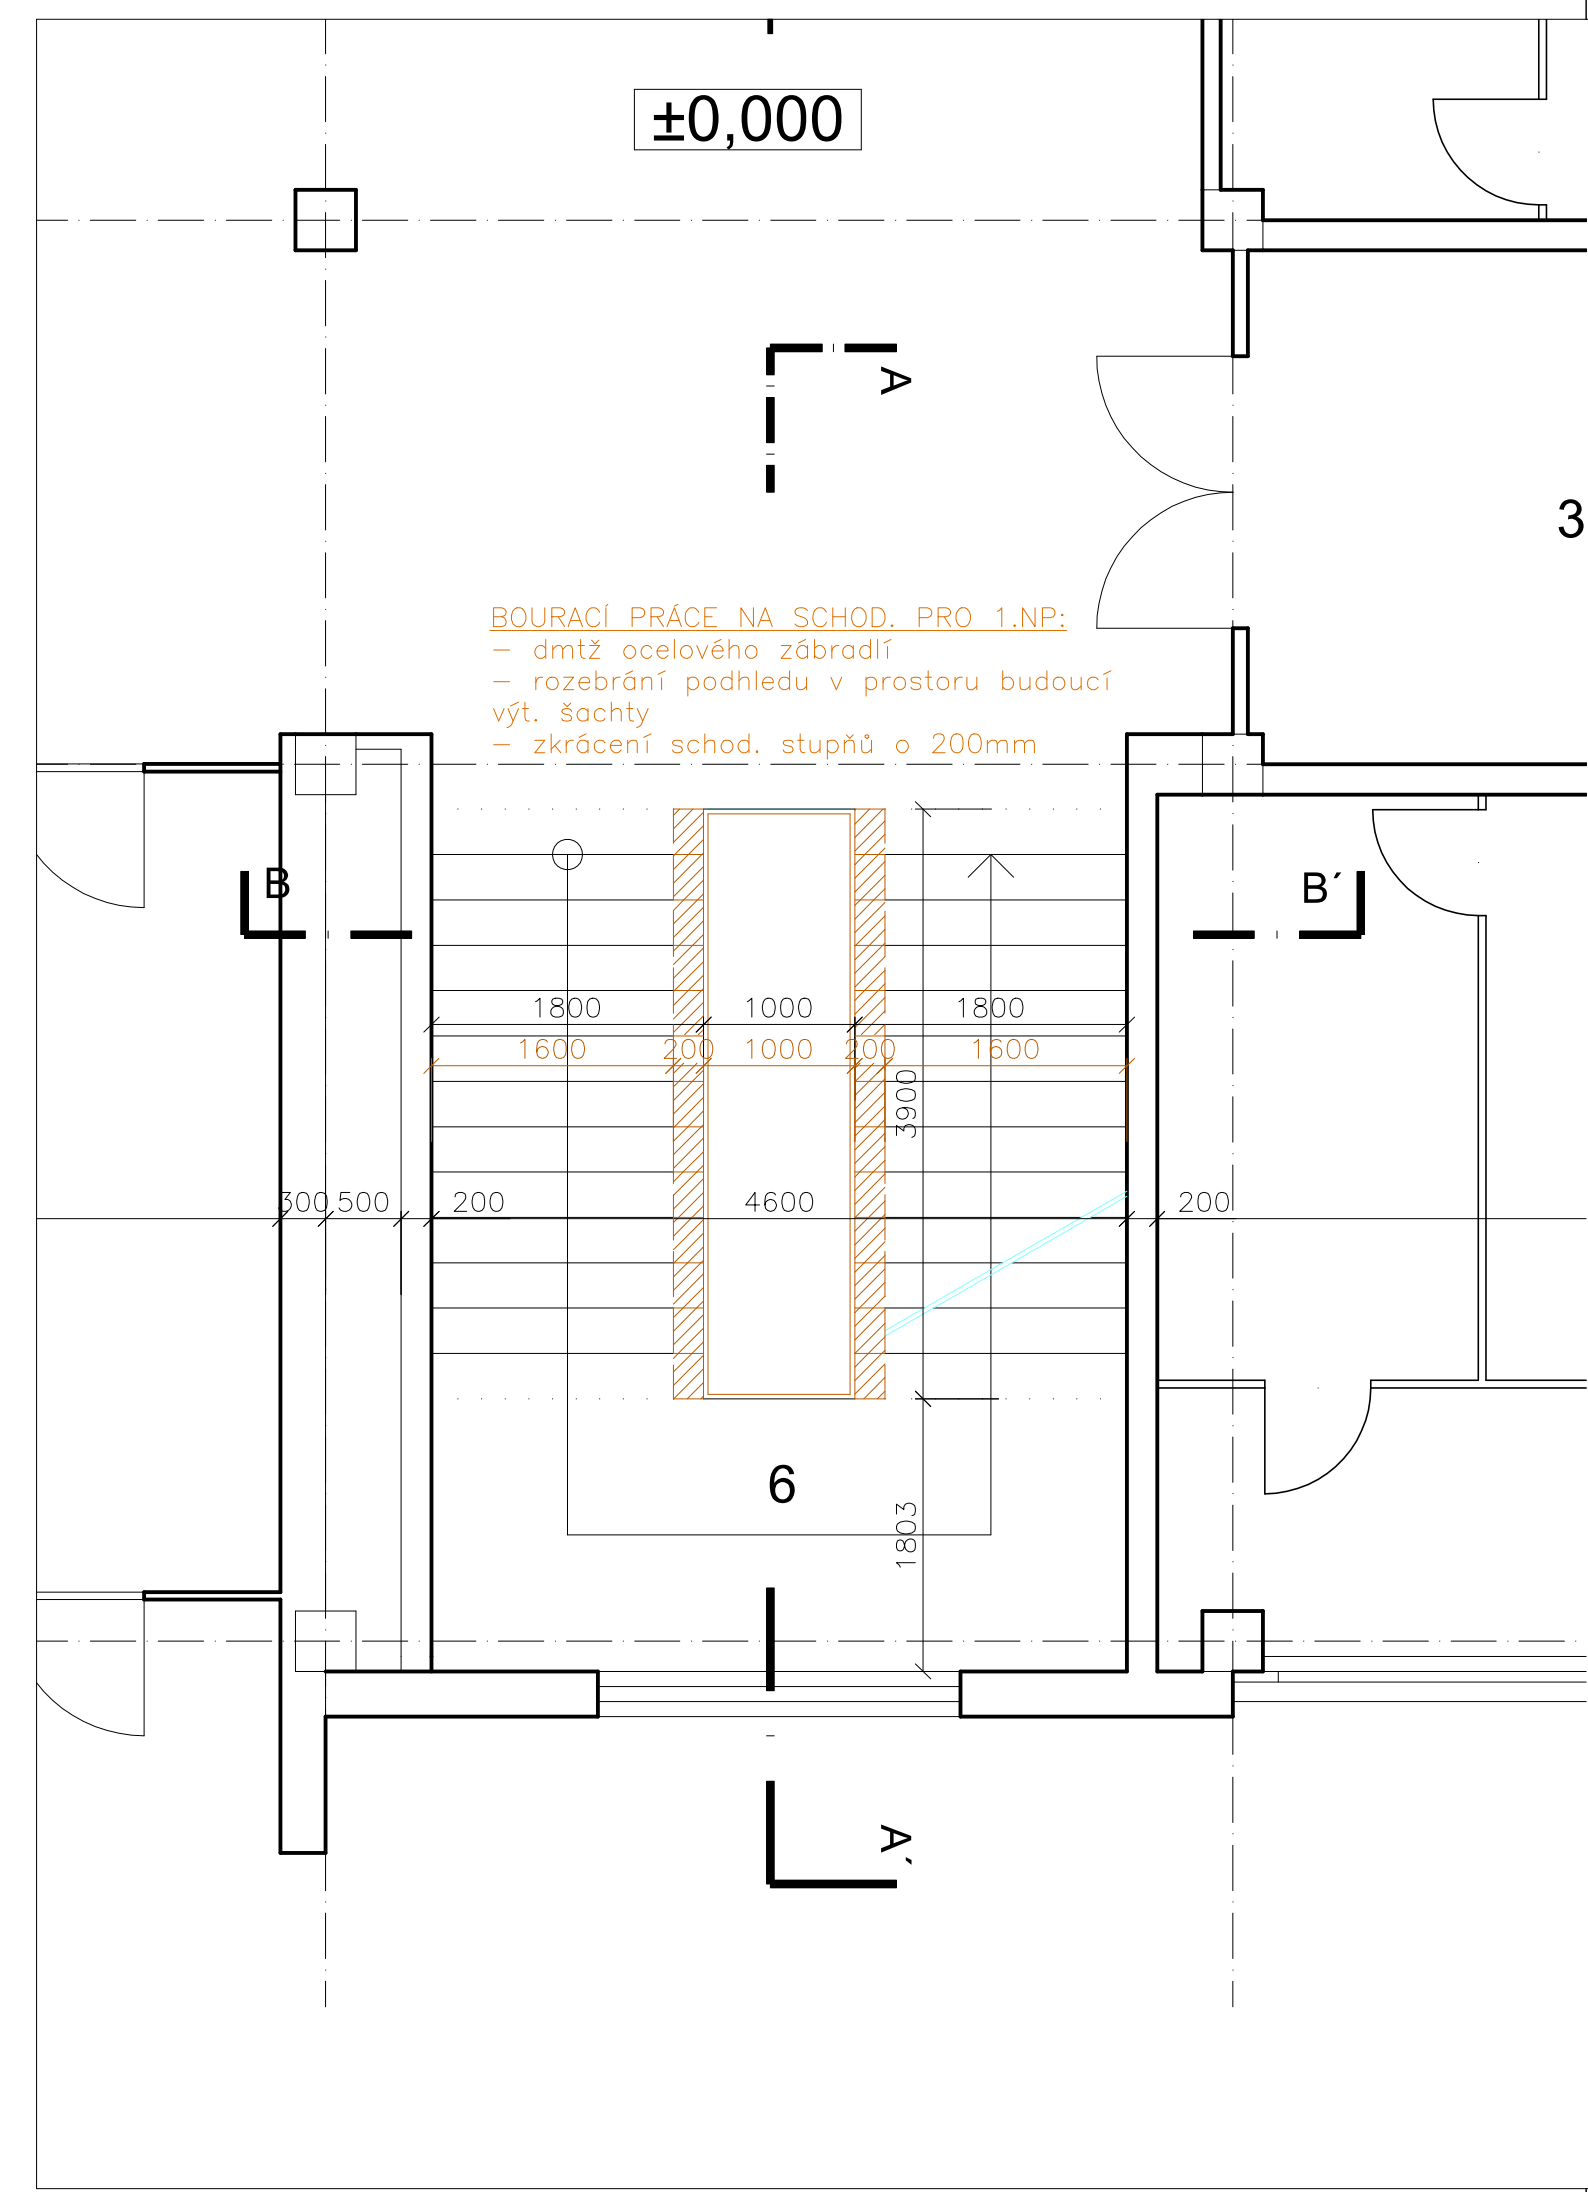 ±0,000
A
3
BOURACÍ PRÁCE NA SCHOD. PRO 1.NP:
– dmtž ocelového zábradlí
– rozebrání podhledu v prostoru budoucí
výt. šachty
– zkrácení schod. stupňů o 200mm
B
B´
1800 1000 1800
1600 200 1000 200 1600
3900
300 500 200 4600 200
6
1803
A´